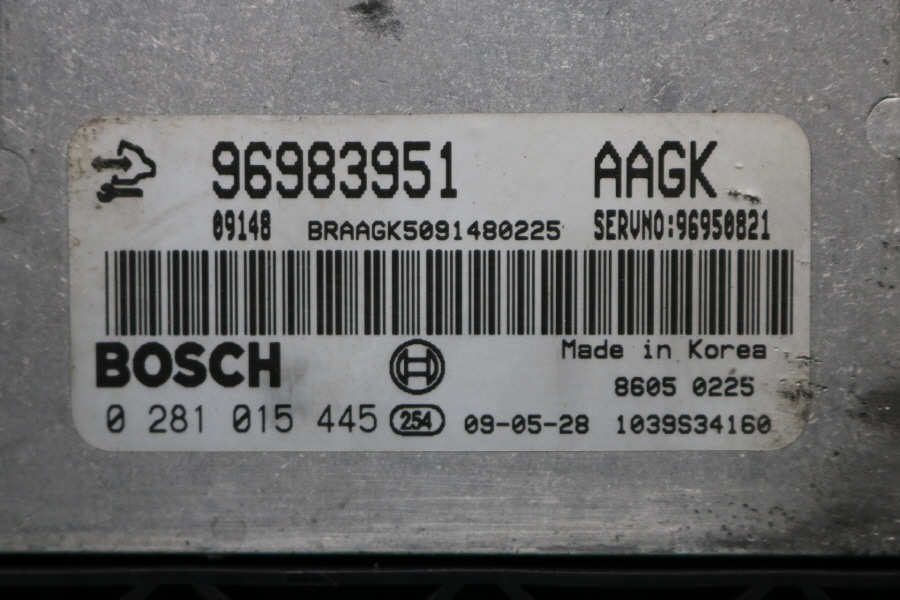 96983951 AAGK
09148 BRAAGK5091480225 SERVNO:96950821
BOSCH Made in Korea
8605 0225
0 281 015 445 254 09-05-28 1039S34160